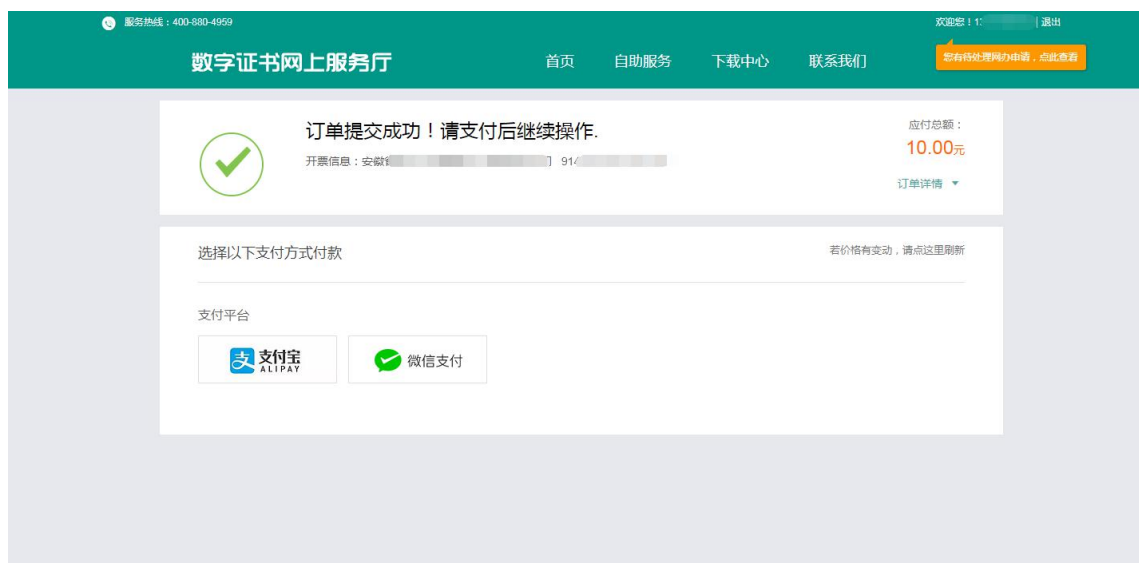 服务热线：400-880-4959
欢迎您！1
| 退出
数字证书网上服务厅
首页
自助服务
下载中心
联系我们
您有待处理网办申请，点此查看
订单提交成功！请支付后继续操作.
应付总额：
开票信息：安徽
914
10.00元
订单详情
选择以下支付方式付款
若价格有变动，请点这里刷新
支付平台
支付宝
ALIPAY
微信支付